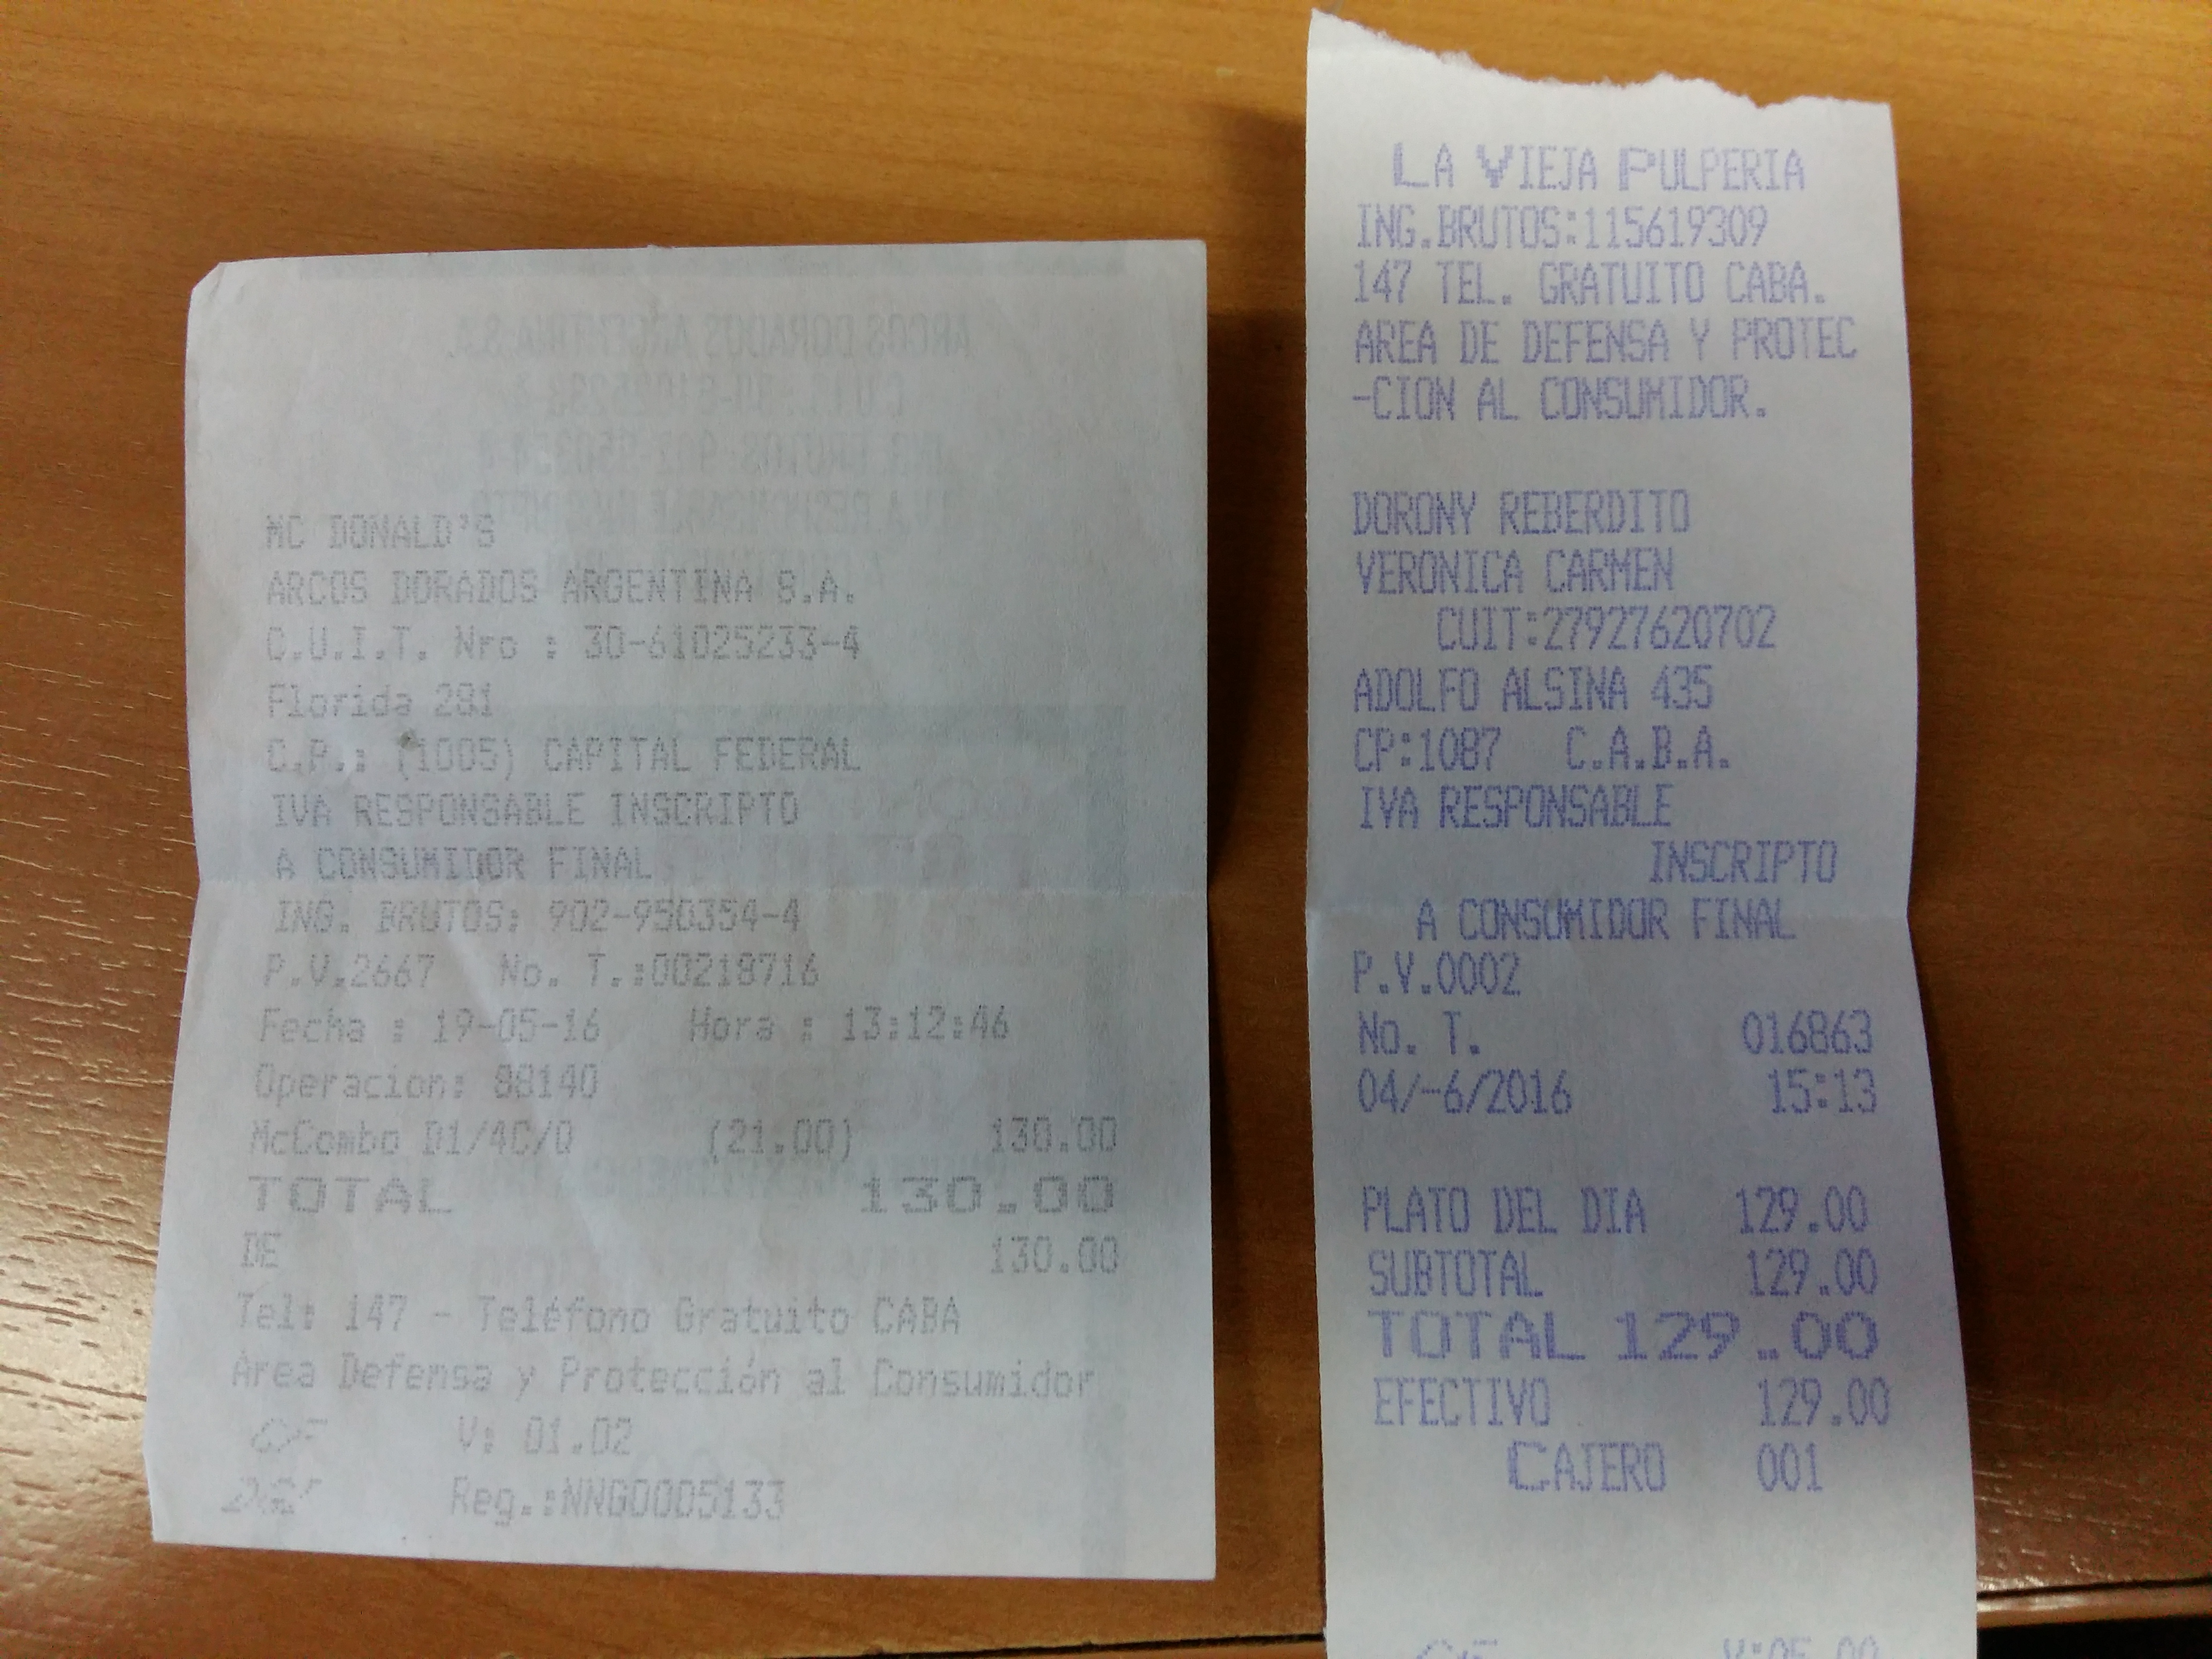 MC DONALD'S
ARCOS DORADOS ARGENTINA S.A.
C.U.I.T. Nro : 30-61025233-4
Florida 281
C.P.: (1005) CAPITAL FEDERAL
IVA RESPONSABLE INSCRIPTO
A CONSUMIDOR FINAL
ING. BRUTOS: 902-950354-4
P.V.2667 No. T.:00218716
Fecha : 19-05-16 Hora : 13:12:46
Operacion: 88140
McCombo D1/4C/Q (21.00) 130.00
TOTAL 130.00
DE 130.00
Tel: 147 - Teléfono Gratuito CABA
Area Defensa y Protección al Consumidor
V: 01.02
Reg.:NNG0005133
LA VIEJA PULPERIA
ING.BRUTOS:115619309
147 TEL. GRATUITO CABA.
AREA DE DEFENSA Y PROTEC
-CION AL CONSUMIDOR.
DORONY REBERDITO
VERONICA CARMEN
CUIT:27927620702
ADOLFO ALSINA 435
CP:1087 C.A.B.A.
IVA RESPONSABLE
INSCRIPTO
A CONSUMIDOR FINAL
P.V.0002
No. T. 016863
04/-6/2016 15:13
PLATO DEL DIA 129.00
SUBTOTAL 129.00
TOTAL 129.00
EFECTIVO 129.00
CAJERO 001